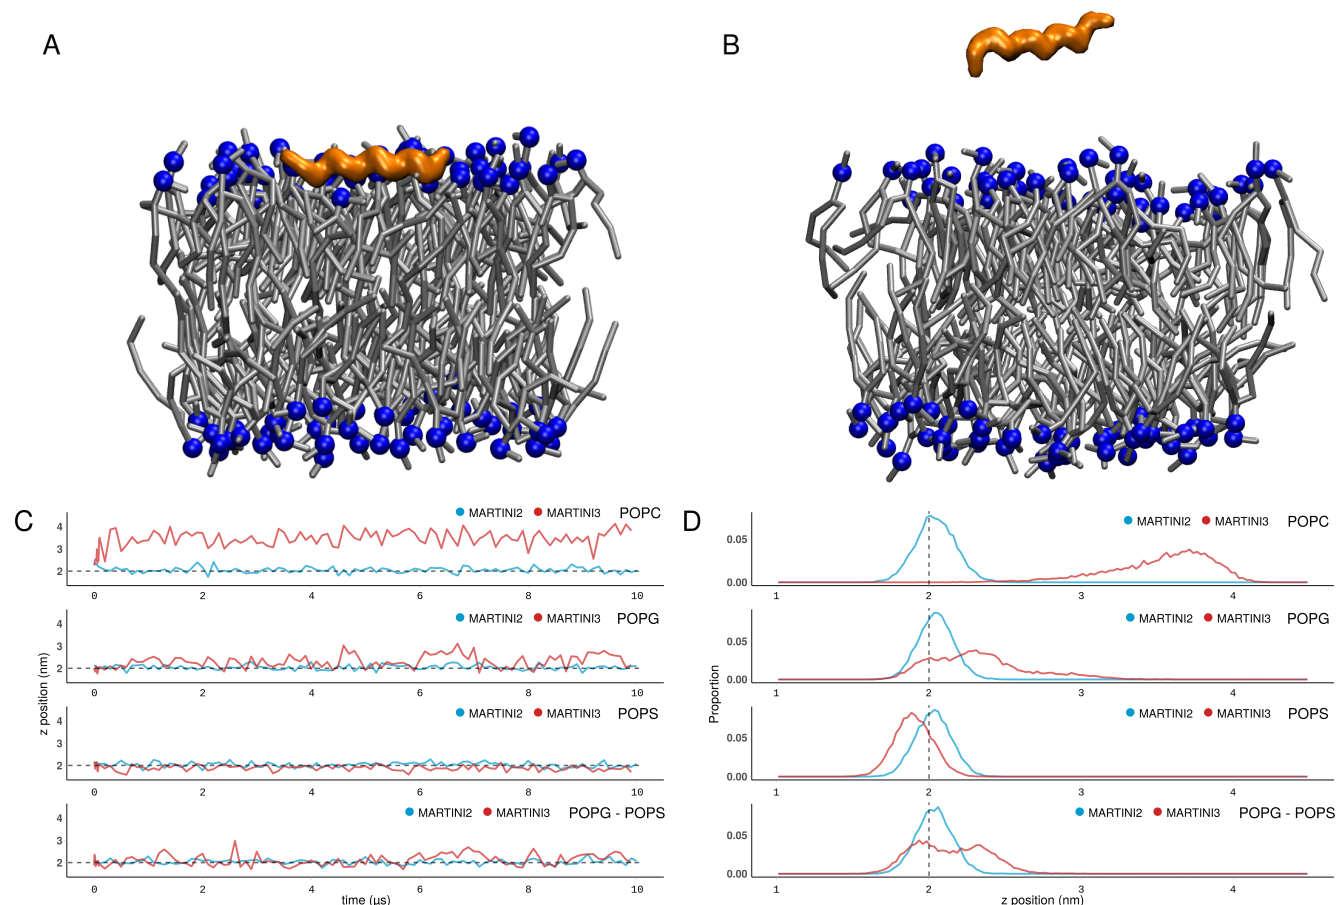 A
B
C
MARTINI2 MARTINI3 POPC
4
3
2
0 2 4 6 8 10
MARTINI2 MARTINI3 POPG
4
3
2
0 2 4 6 8 10
MARTINI2 MARTINI3 POPS
4
3
2
0 2 4 6 8 10
MARTINI2 MARTINI3 POPG - POPS
4
3
2
0 2 4 6 8 10
z position (nm)
time (µs)
D
MARTINI2 MARTINI3 POPC
0.05
0.00
1 2 3 4
MARTINI2 MARTINI3 POPG
0.05
0.00
1 2 3 4
MARTINI2 MARTINI3 POPS
0.05
0.00
1 2 3 4
MARTINI2 MARTINI3 POPG - POPS
0.05
0.00
1 2 3 4
Proportion
z position (nm)